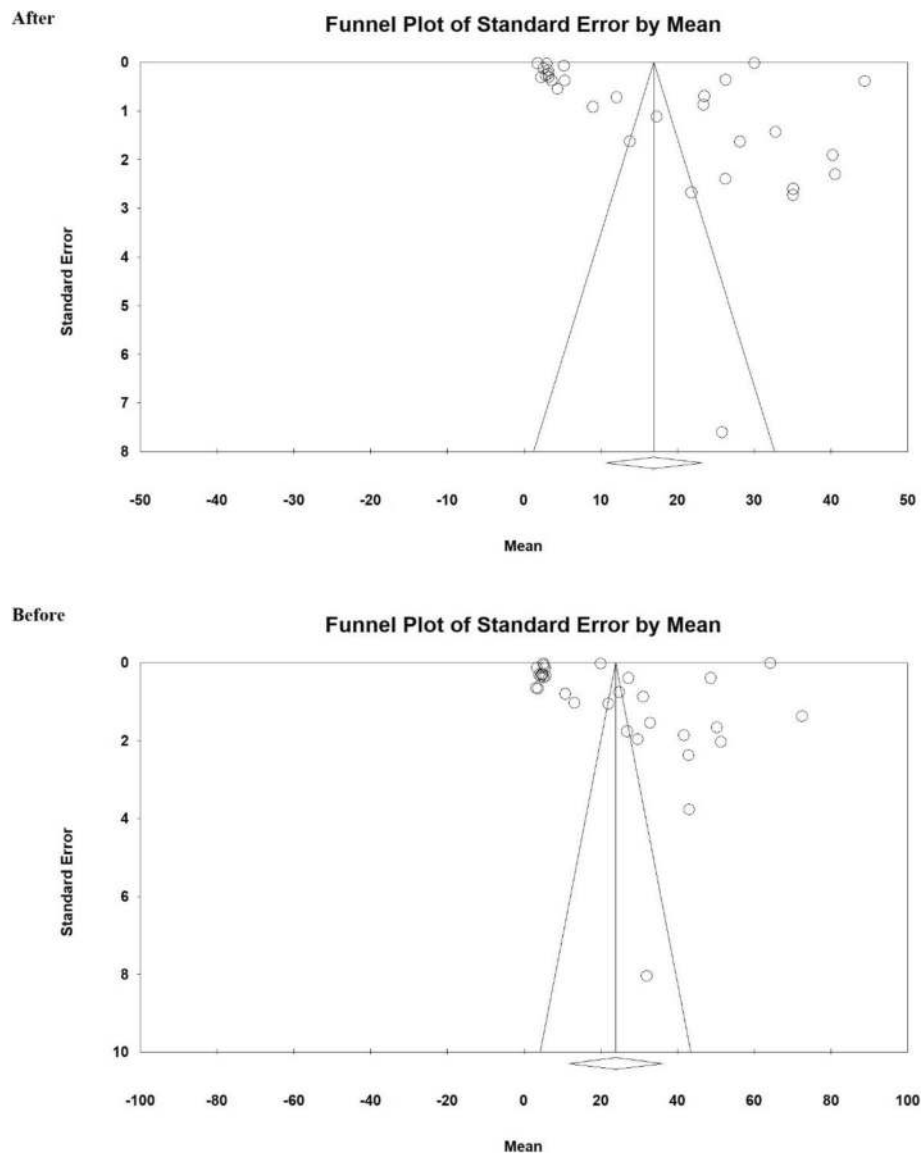 After
Funnel Plot of Standard Error by Mean
0
1
2
3
4
5
6
7
8
Standard Error
-50 -40 -30 -20 -10 0 10 20 30 40 50
Mean
Before
Funnel Plot of Standard Error by Mean
0
2
4
6
8
10
Standard Error
-100 -80 -60 -40 -20 0 20 40 60 80 100
Mean